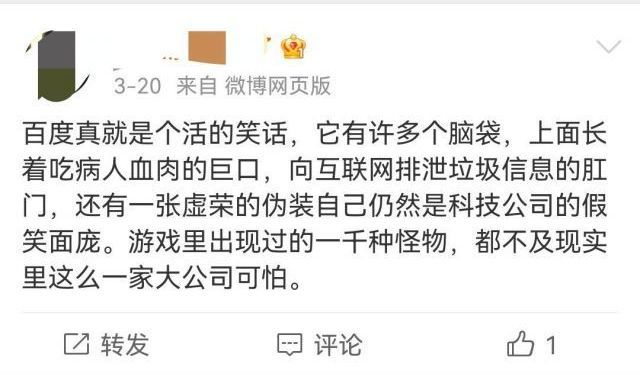 3-20 来自 微博网页版
百度真就是个活的笑话，它有许多个脑袋，上面长
着吃病人血肉的巨口，向互联网排泄垃圾信息的肛
门，还有一张虚荣的伪装自己仍然是科技公司的假
笑面庞。游戏里出现过的一千种怪物，都不及现实
里这么一家大公司可怕。
转发 评论 1